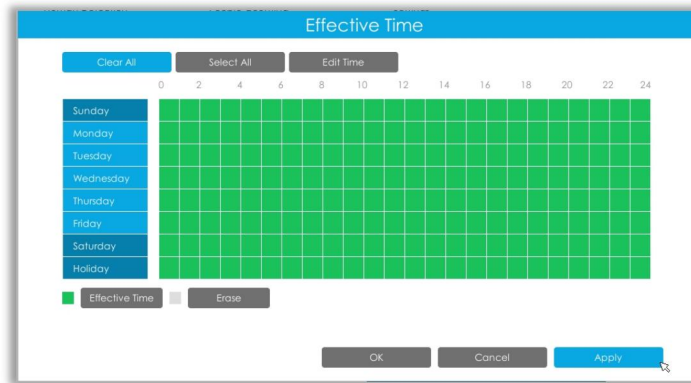 Effective Time
Clear All Select All Edit Time
0 2 4 6 8 10 12 14 16 18 20 22 24
Sunday
Monday
Tuesday
Wednesday
Thursday
Friday
Saturday
Holiday
Effective Time Erase
OK Cancel Apply